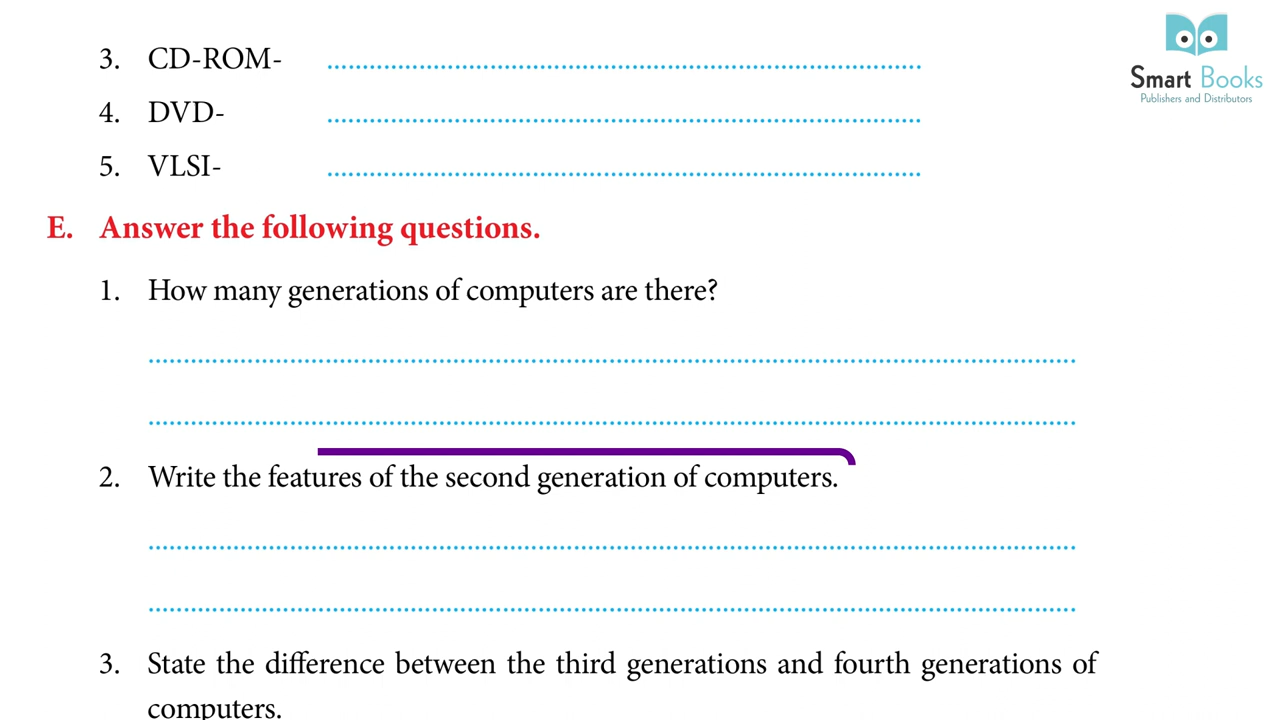 Smart Books
Publishers and Distributors
3. CD-ROM- ....................
4. DVD- ....................
5. VLSI- ....................
E. Answer the following questions.
1. How many generations of computers are there?
....................
....................
2. Write the features of the second generation of computers.
....................
....................
3. State the difference between the third generations and fourth generations of
computers.